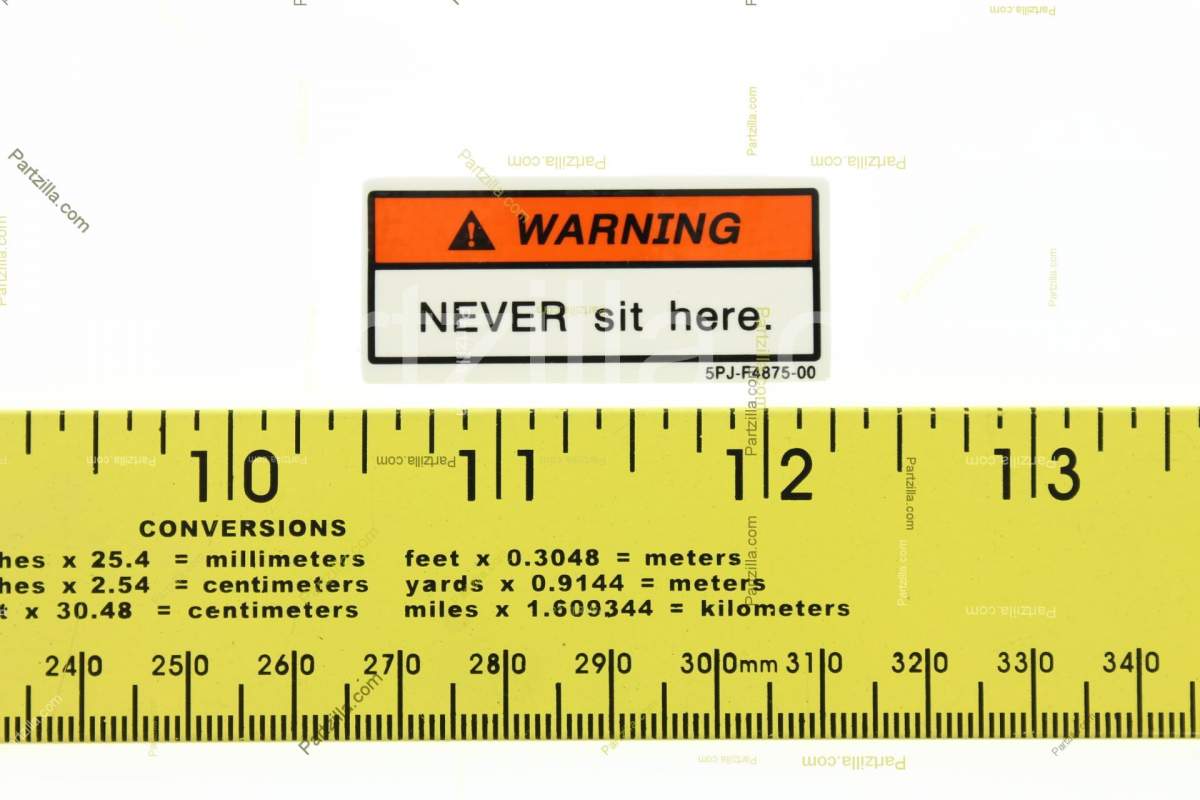 WARNING
NEVER sit here.
5PJ-F4875-00
10 11 12 13
CONVERSIONS
hes x 25.4 = millimeters feet x 0.3048 = meters
hes x 2.54 = centimeters yards x 0.9144 = meters
t x 30.48 = centimeters miles x 1.609344 = kilometers
240 250 260 270 280 290 300mm 310 320 330 340
Partzilla.com